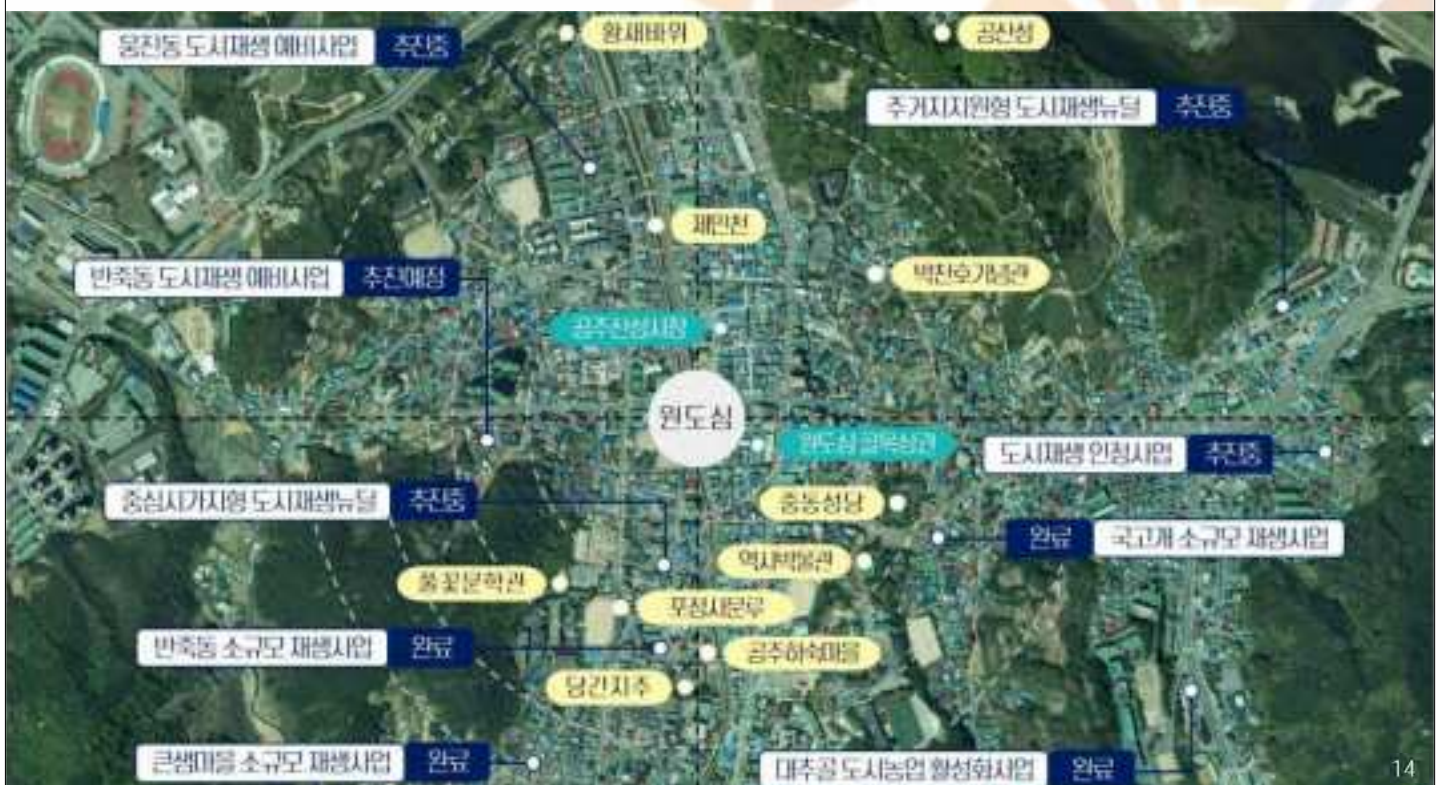 황새바위
공산성
웅진동 도시재생 예비사업 추진중
주거지지원형 도시재생뉴딜 추진중
제민천
박찬호기념관
반죽동 도시재생 예비사업 추진예정
공주산성시장
원도심
원도심 골목상권
도시재생 인정사업 추진중
중심시가지형 도시재생뉴딜 추진중
중동성당
완료 국고개 소규모 재생사업
역사박물관
풀꽃문학관
포정사문루
반죽동 소규모 재생사업 완료
공주하숙마을
당간지주
큰샘마을 소규모 재생사업 완료
대추골 도시농업 활성화사업 완료
14